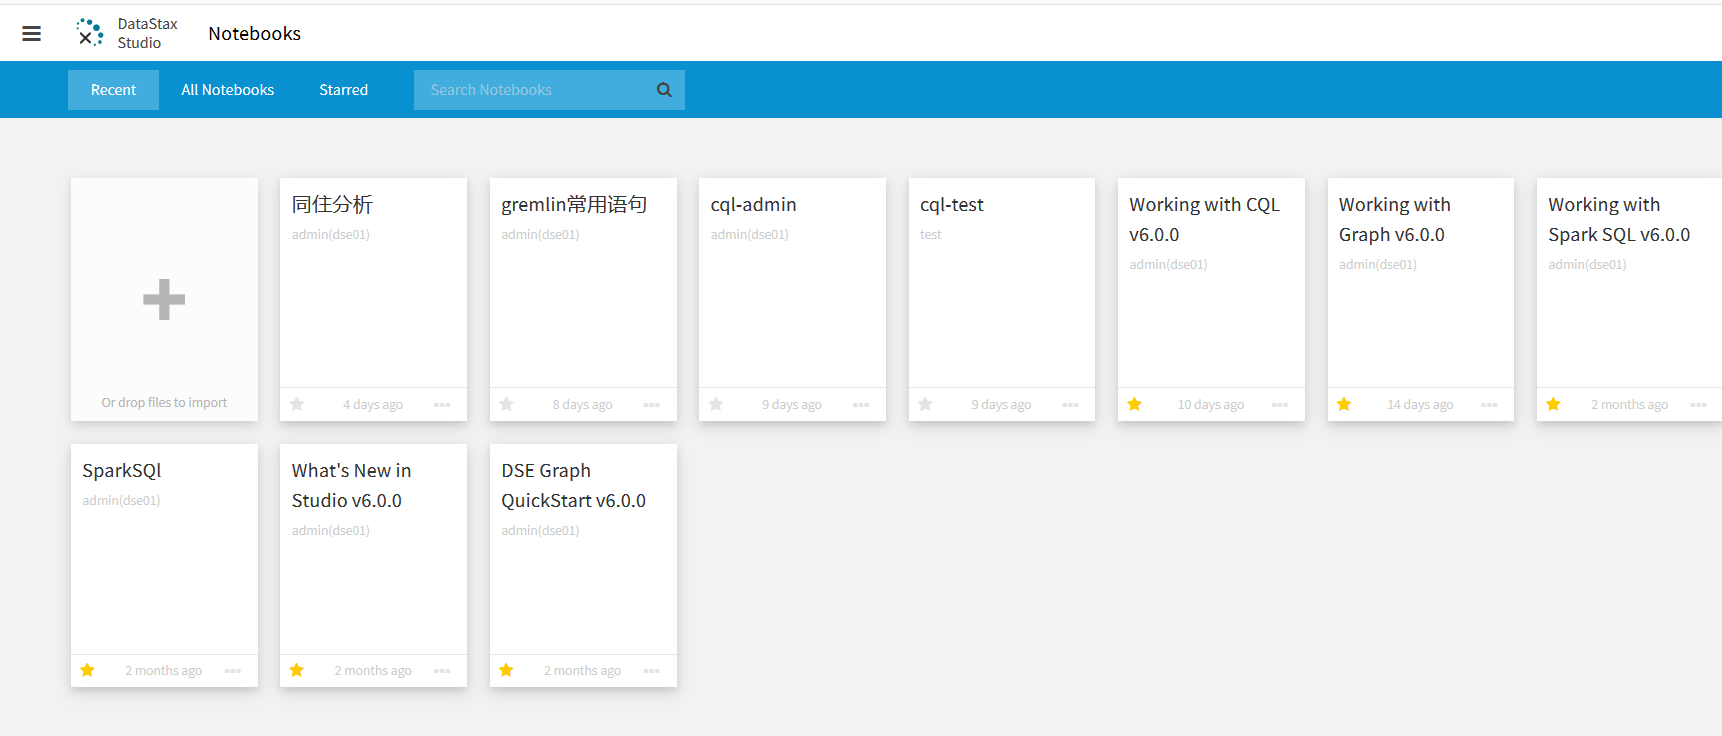 DataStax
Studio
Notebooks
Recent
All Notebooks
Starred
Search Notebooks
Or drop files to import
同住分析
admin(dse01)
4 days ago
gremlin常用语句
admin(dse01)
8 days ago
cql-admin
admin(dse01)
9 days ago
cql-test
test
9 days ago
Working with CQL
v6.0.0
admin(dse01)
10 days ago
Working with
Graph v6.0.0
admin(dse01)
14 days ago
Working with
Spark SQL v6.0.0
admin(dse01)
2 months ago
SparkSQl
admin(dse01)
2 months ago
What's New in
Studio v6.0.0
admin(dse01)
2 months ago
DSE Graph
QuickStart v6.0.0
admin(dse01)
2 months ago